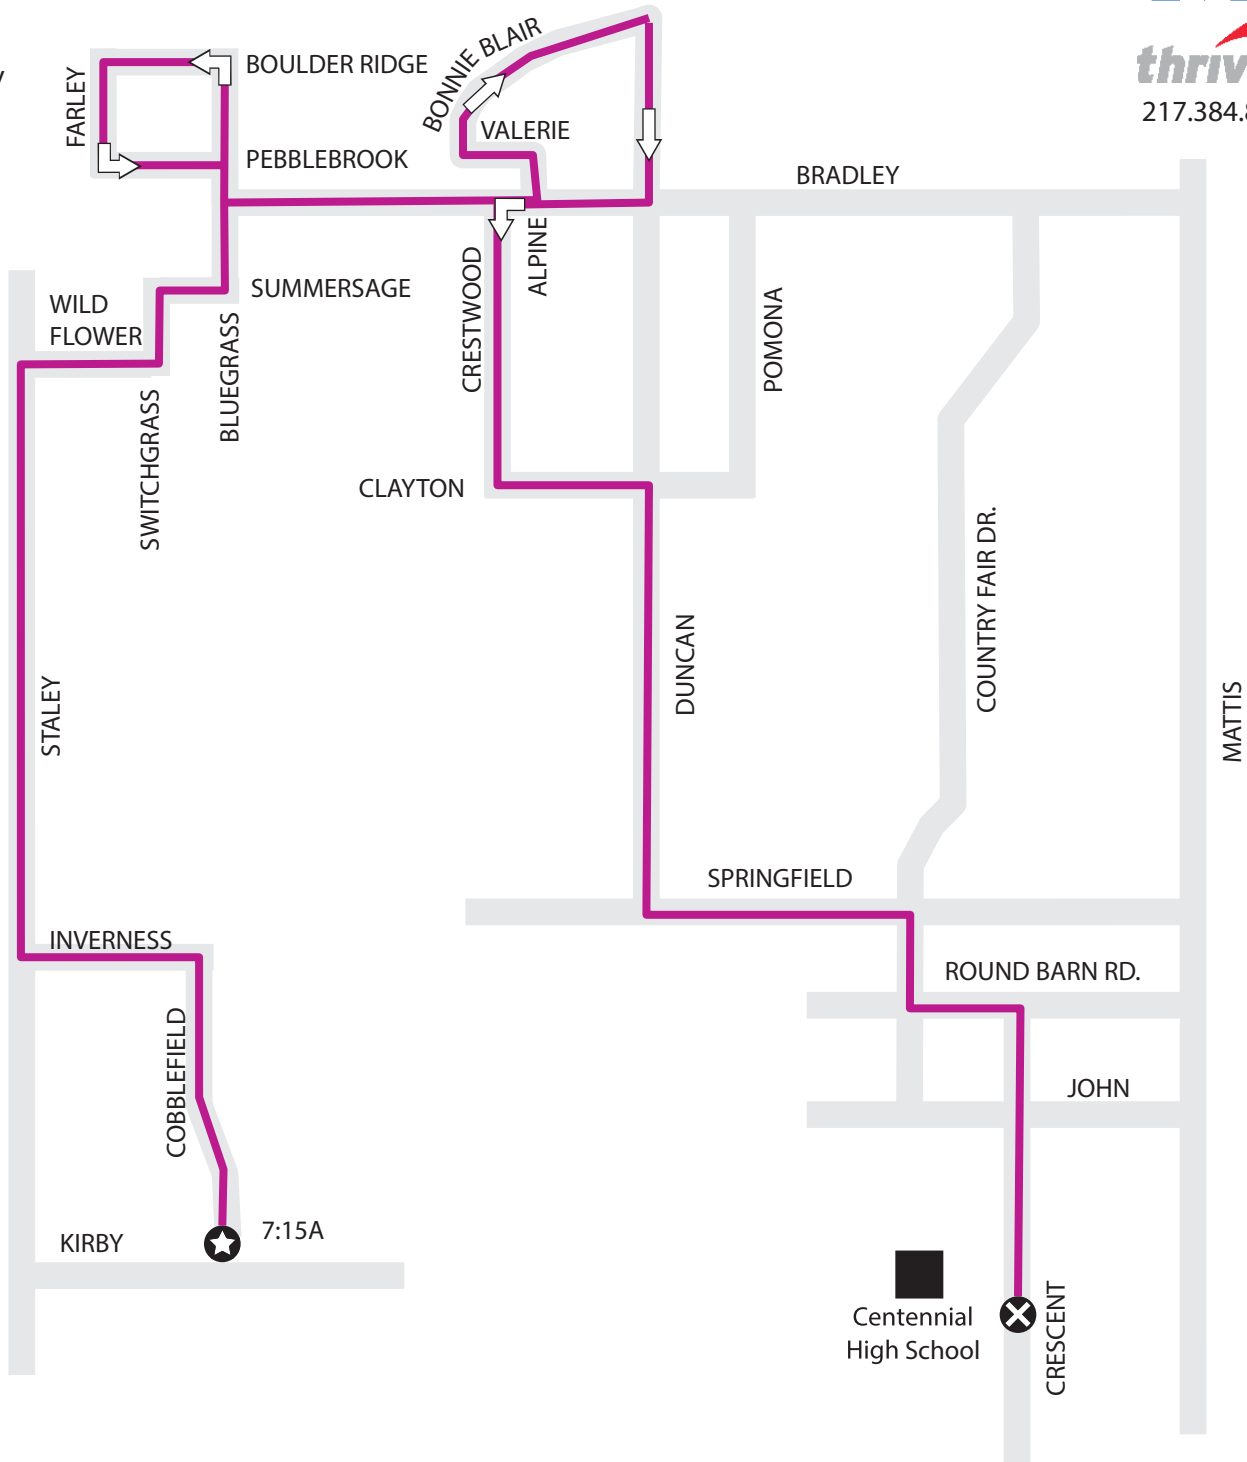 thriv
217.384.8
BONNIE BLAIR
BOULDER RIDGE
FARLEY
VALERIE
PEBBLEBROOK
BRADLEY
ALPINE
CRESTWOOD
SUMMERSAGE
WILD
FLOWER
BLUEGRASS
POMONA
SWITCHGRASS
CLAYTON
COUNTRY FAIR DR.
DUNCAN
STALEY
MATTIS
SPRINGFIELD
INVERNESS
ROUND BARN RD.
COBBLEFIELD
JOHN
7:15A
KIRBY
Centennial
High School
CRESCENT